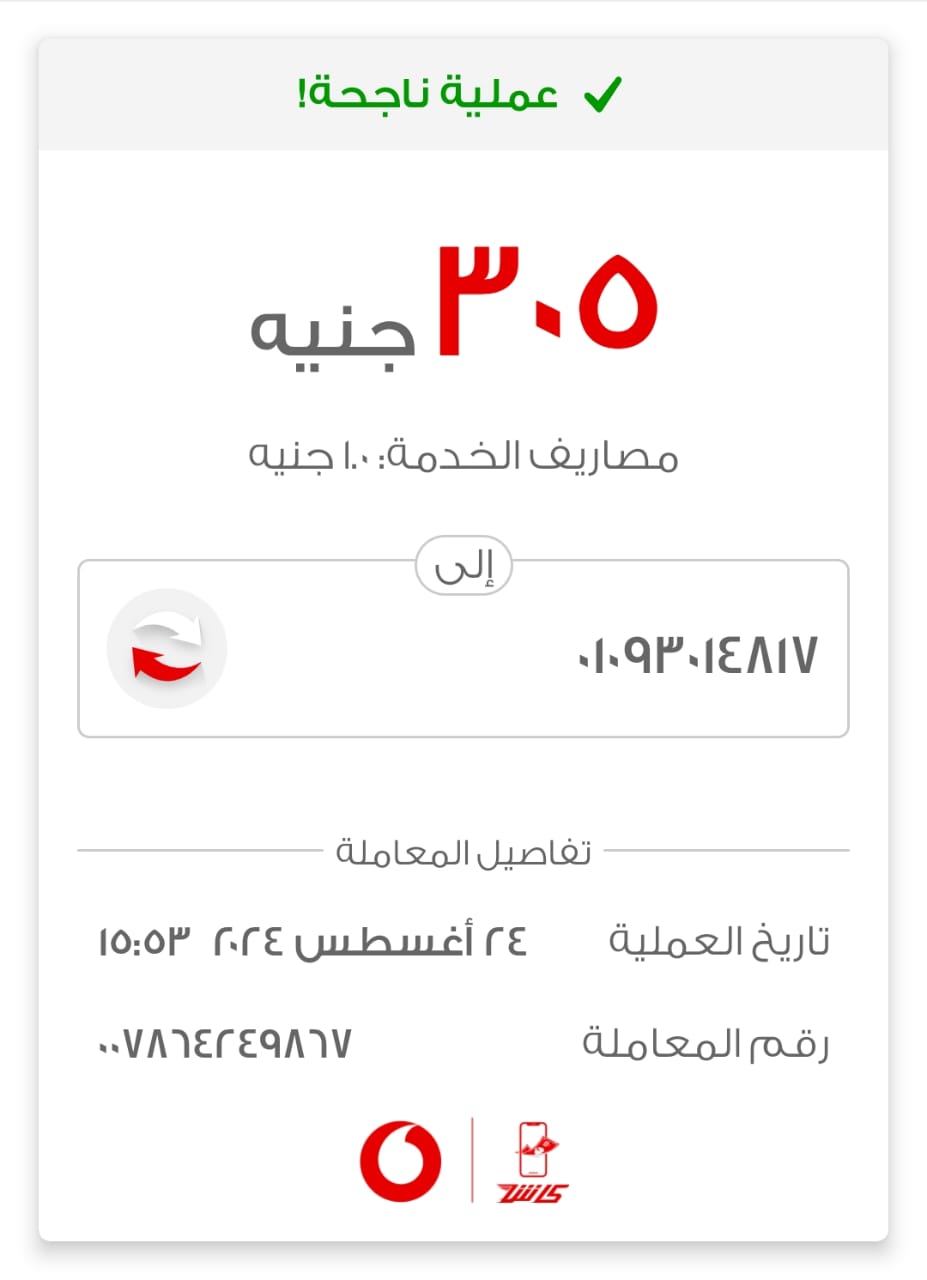 عملية ناجحة!
٣٠٥ جنيه
مصاريف الخدمة: ١.٠ جنيه
إلى
٠١٠٩٣٠١٤٨١٧
تفاصيل المعاملة
تاريخ العملية ٢٤ أغسطس ٢٠٢٤ ١٥:٥٣
رقم المعاملة ٠٠٧٨٦٤٢٤٩٨٦٧
كاش